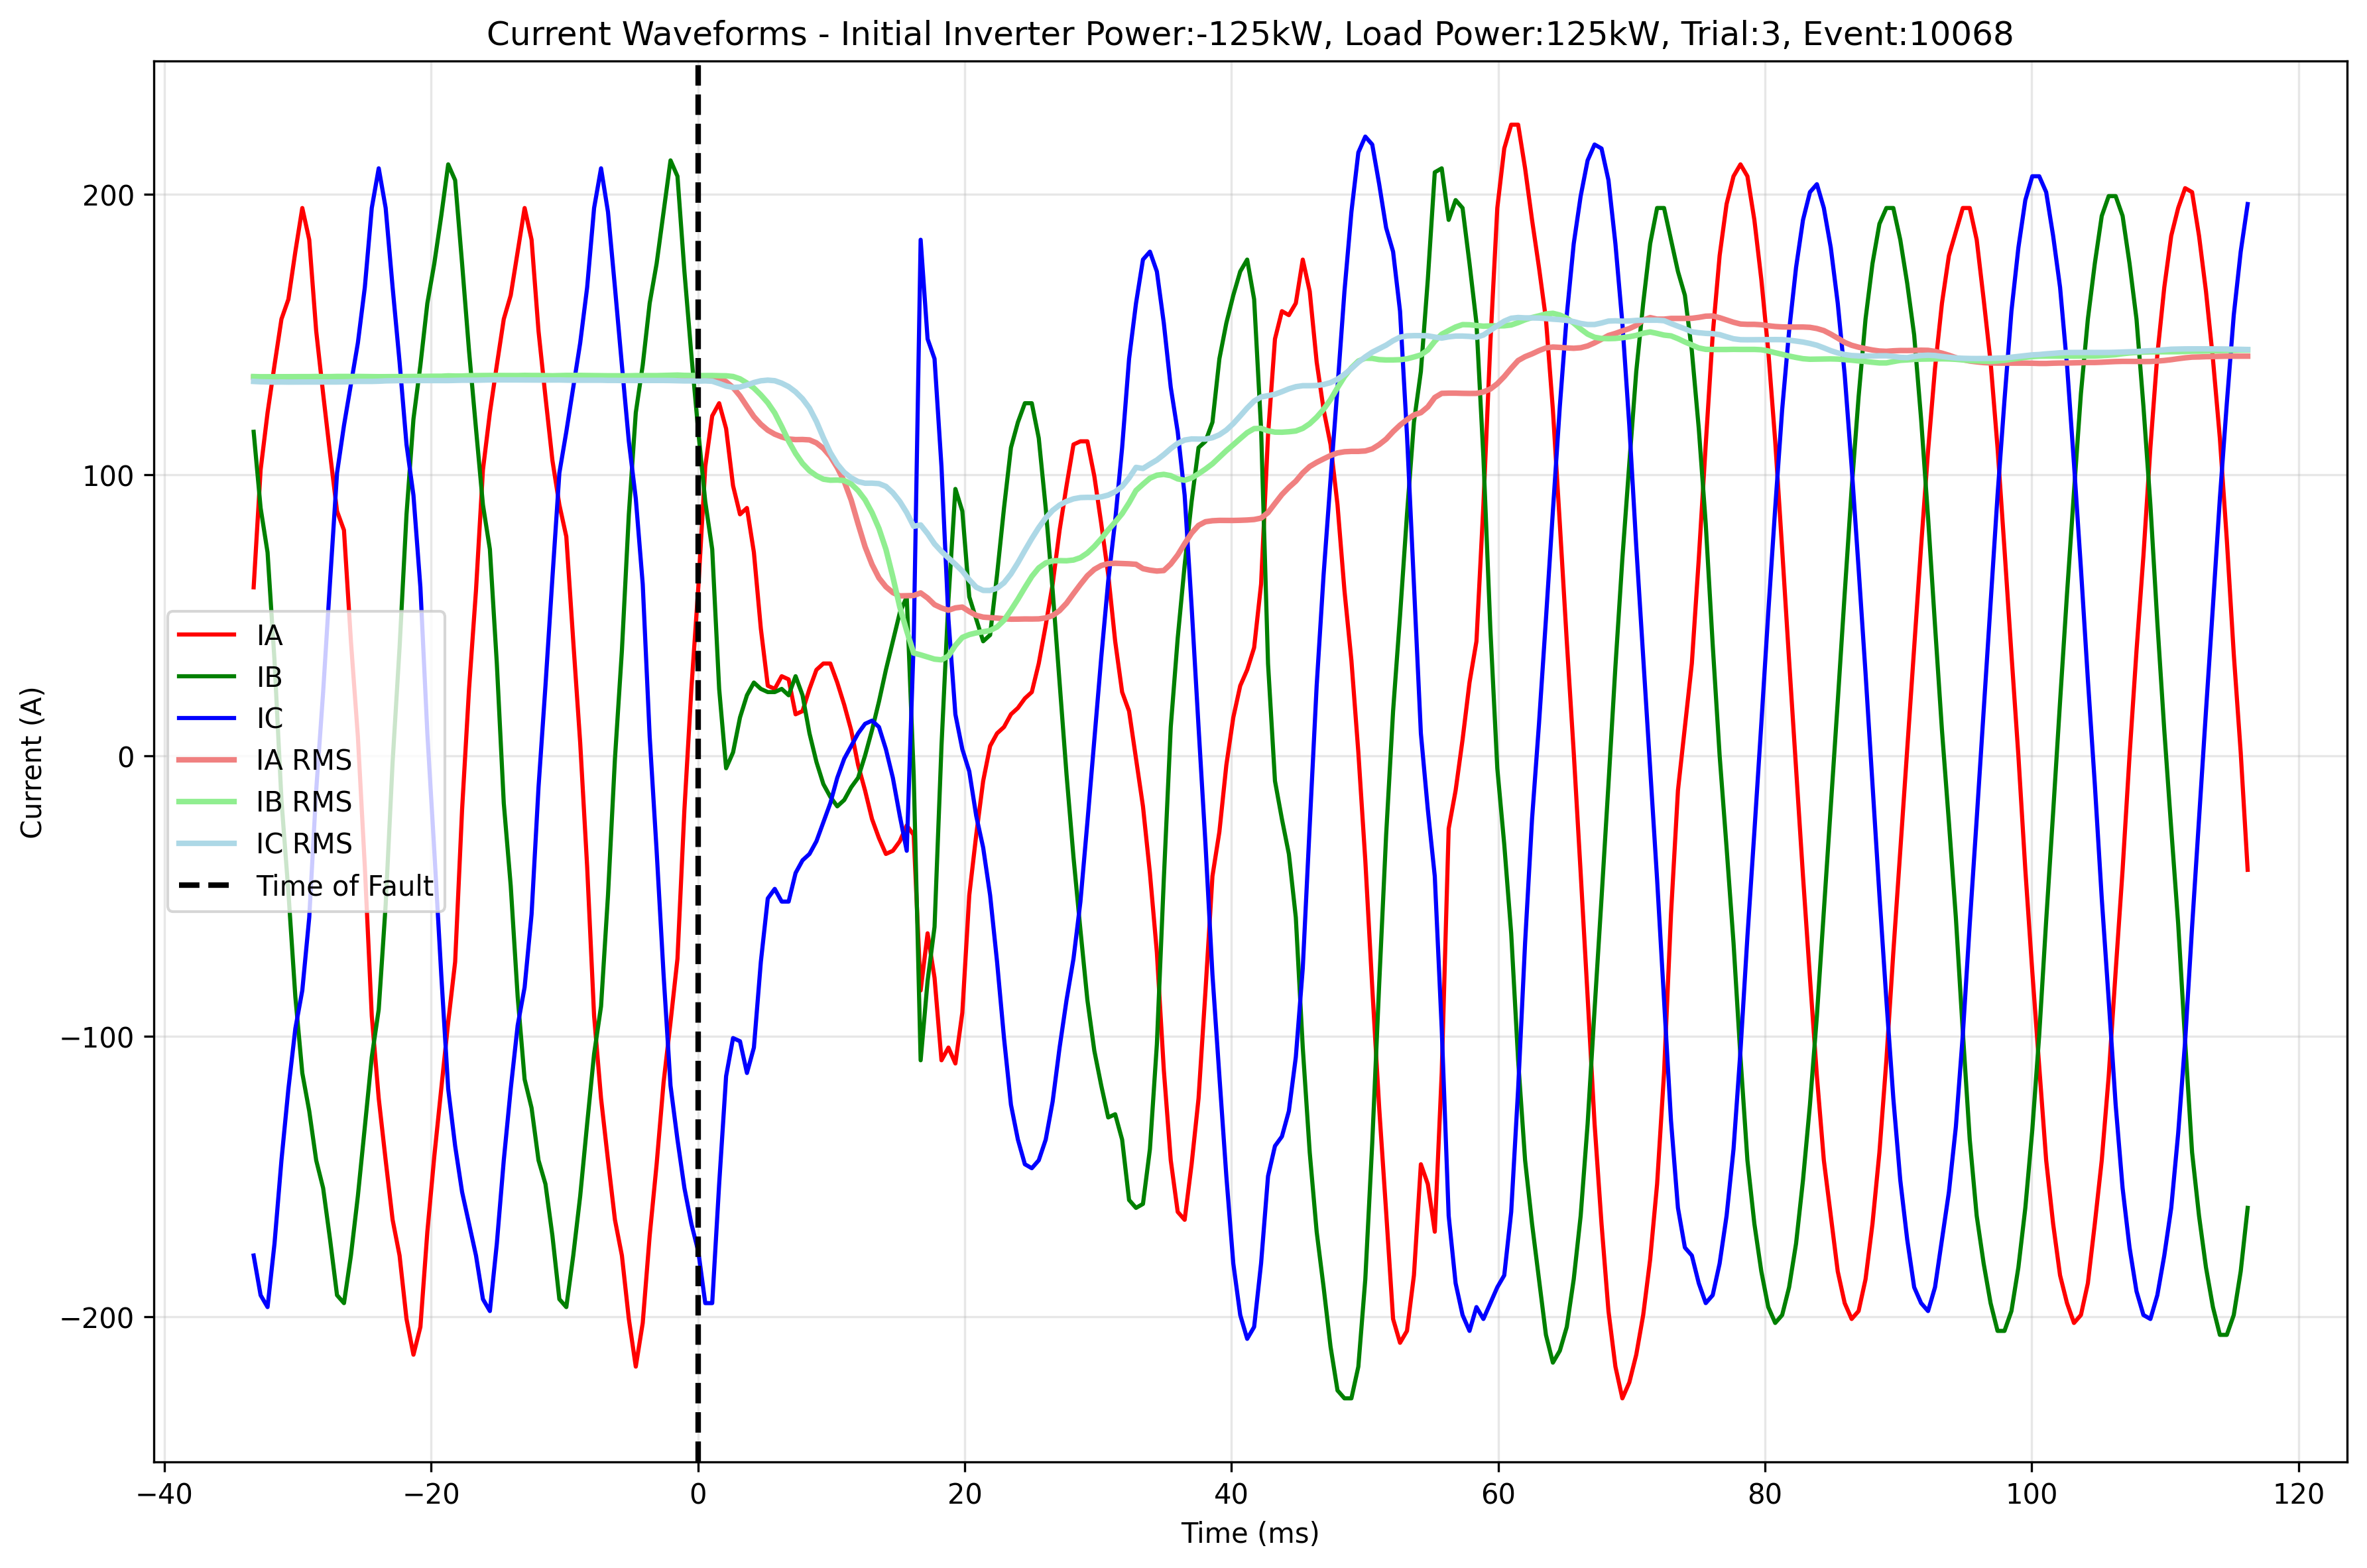 Current Waveforms - Initial Inverter Power:-125kW, Load Power:125kW, Trial:3, Event:10068
Current (A)
200
100
0
−100
−200
IA
IB
IC
IA RMS
IB RMS
IC RMS
Time of Fault
−40
−20
0
20
40
60
80
100
120
Time (ms)